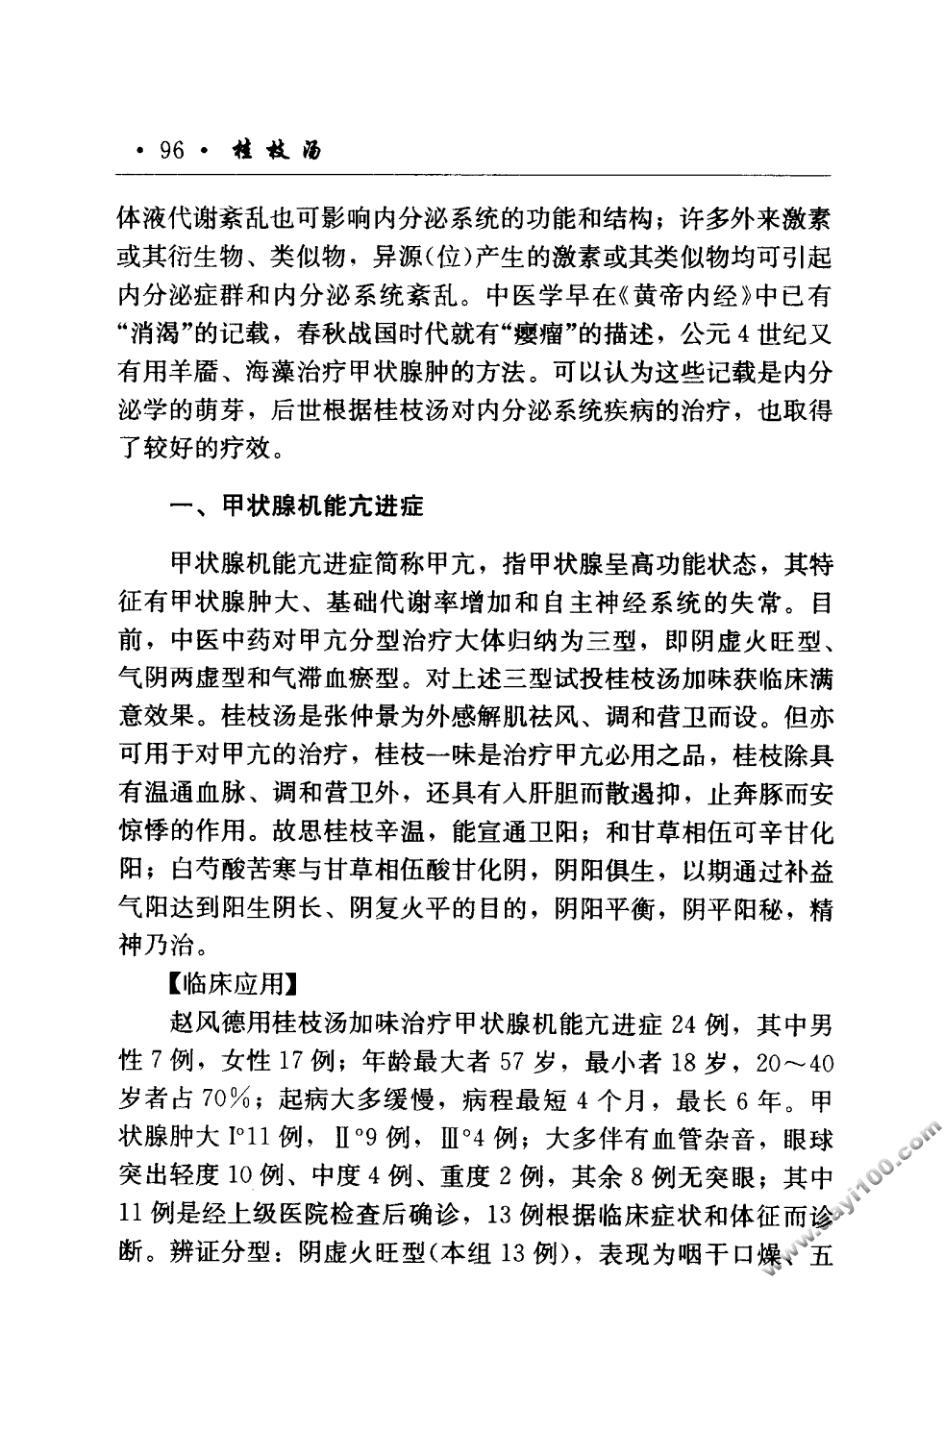 · 96 · 桂枝汤
体液代谢紊乱也可影响内分泌系统的功能和结构；许多外来激素
或其衍生物、类似物，异源(位)产生的激素或其类似物均可引起
内分泌症群和内分泌系统紊乱。中医学早在《黄帝内经》中已有
“消渴”的记载，春秋战国时代就有“瘿瘤”的描述，公元 4 世纪又
有用羊靥、海藻治疗甲状腺肿的方法。可以认为这些记载是内分
泌学的萌芽，后世根据桂枝汤对内分泌系统疾病的治疗，也取得
了较好的疗效。
一、甲状腺机能亢进症
甲状腺机能亢进症简称甲亢，指甲状腺呈高功能状态，其特
征有甲状腺肿大、基础代谢率增加和自主神经系统的失常。目
前，中医中药对甲亢分型治疗大体归纳为三型，即阴虚火旺型、
气阴两虚型和气滞血瘀型。对上述三型试投桂枝汤加味获临床满
意效果。桂枝汤是张仲景为外感解肌祛风、调和营卫而设。但亦
可用于对甲亢的治疗，桂枝一味是治疗甲亢必用之品，桂枝除具
有温通血脉、调和营卫外，还具有入肝胆而散遏抑，止奔豚而安
惊悸的作用。故思桂枝辛温，能宣通卫阳；和甘草相伍可辛甘化
阳；白芍酸苦寒与甘草相伍酸甘化阴，阴阳俱生，以期通过补益
气阳达到阳生阴长、阴复火平的目的，阴阳平衡，阴平阳秘，精
神乃治。
【临床应用】
赵风德用桂枝汤加味治疗甲状腺机能亢进症 24 例，其中男
性 7 例，女性 17 例；年龄最大者 57 岁，最小者 18 岁，20～40
岁者占 70%；起病大多缓慢，病程最短 4 个月，最长 6 年。甲
状腺肿大 Ⅰ°11 例，Ⅱ°9 例，Ⅲ°4 例；大多伴有血管杂音，眼球
突出轻度 10 例、中度 4 例、重度 2 例，其余 8 例无突眼；其中
11 例是经上级医院检查后确诊，13 例根据临床症状和体征而诊
断。辨证分型：阴虚火旺型(本组 13 例)，表现为咽干口燥、五
www.dayi100.com